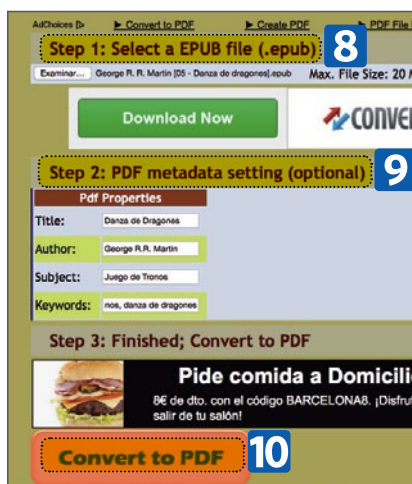 AdChoices ▶ Convert to PDF ▶ Create PDF ▶ PDF File
Step 1: Select a EPUB file (.epub) 8
Examinar... George R. R. Martin [05 - Danza de dragones].epub Max. File Size: 20
Download Now CONVE
Step 2: PDF metadata setting (optional) 9
Pdf Properties
Title: Danza de Dragones
Author: George R.R. Martin
Subject: Juego de Tronos
Keywords: nos, danza de dragones
Step 3: Finished; Convert to PDF
Pide comida a Domicili
8€ de dto. con el código BARCELONA8. ¡Disfru
salir de tu salón!
Convert to PDF 10